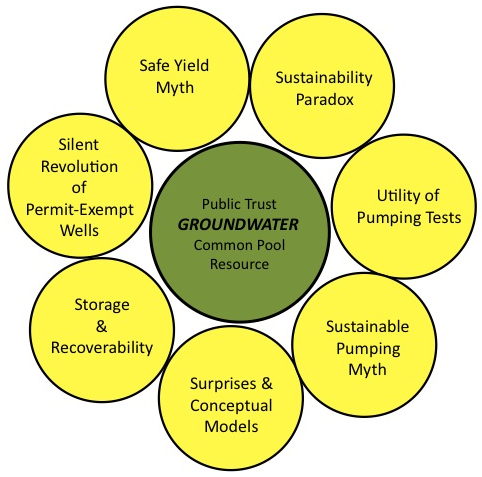 Safe Yield
Myth
Sustainability
Paradox
Utility of
Pumping Tests
Sustainable
Pumping
Myth
Surprises &
Conceptual
Models
Storage
&
Recoverability
Silent
Revolution
of
Permit-Exempt
Wells
Public Trust
GROUNDWATER
Common Pool
Resource